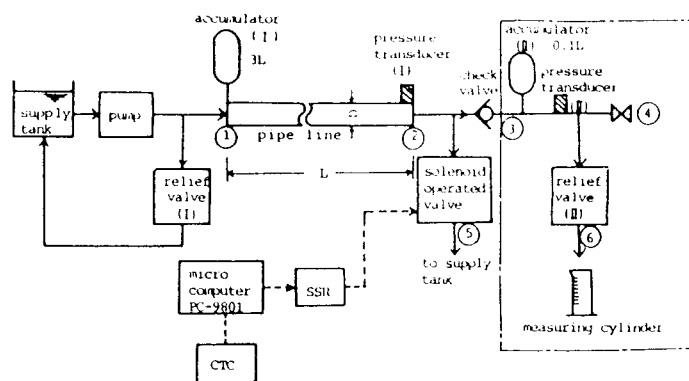 accumulator
(I)
3L
pressure
transducer
(I)
accumulator
(II) 0.1L
pressure
transducer
(II)
check
valve
supply
tank
pump
1
pipe line
D
2
3
4
L
relief
valve
(I)
solenoid
operated
valve
5
relief
valve
(II)
6
to supply
tank
micro
computer
PC-9801
SSR
measuring cylinder
CTC